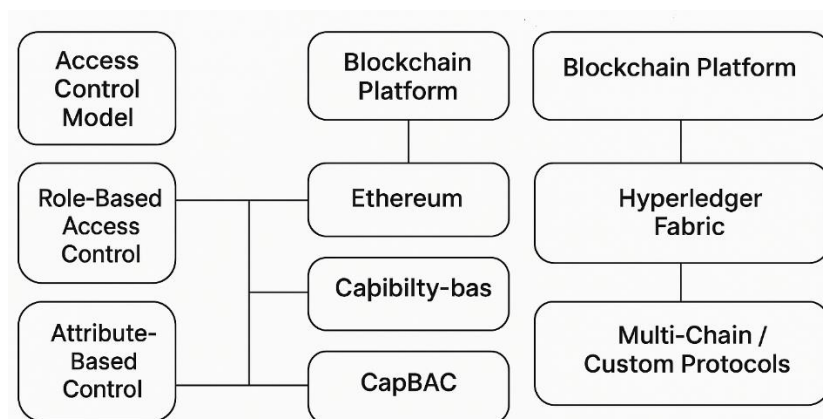 Access
Control
Model
Blockchain
Platform
Blockchain Platform
Role-Based
Access
Control
Ethereum
Hyperledger
Fabric
Capibilty-bas
Attribute-
Based
Control
CapBAC
Multi-Chain /
Custom Protocols